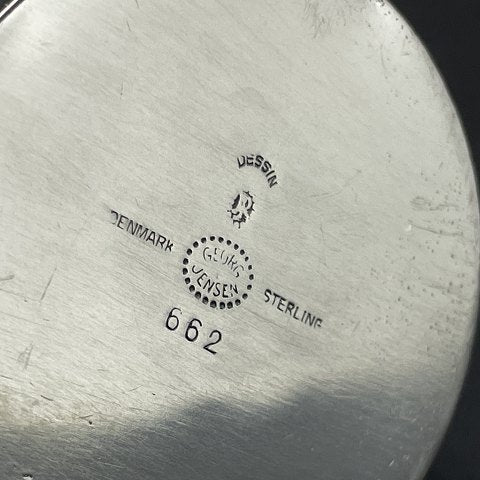 DESSIN
DENMARK
GEORG
JENSEN
STERLING
662